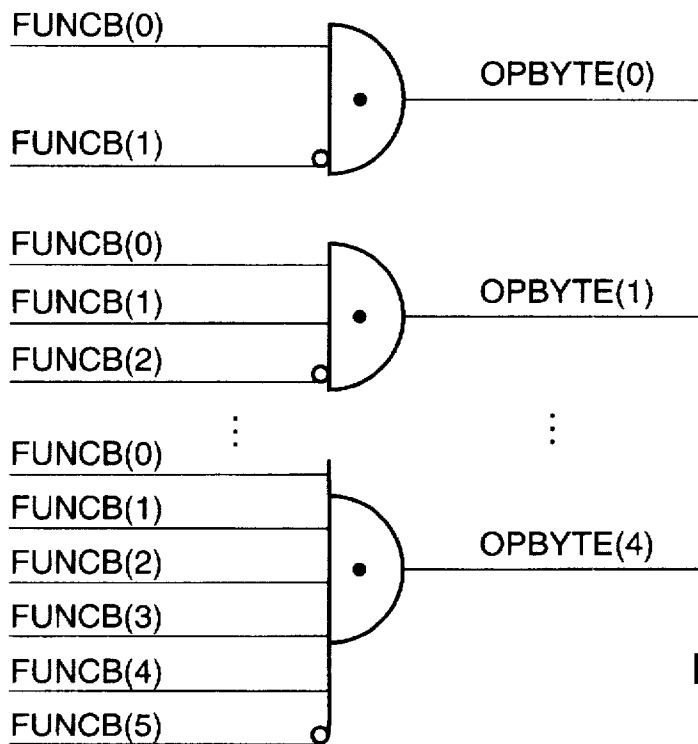 FUNCB(0)
OPBYTE(0)
FUNCB(1)
FUNCB(0)
FUNCB(1)
OPBYTE(1)
FUNCB(2)
FUNCB(0)
FUNCB(1)
FUNCB(2)
OPBYTE(4)
FUNCB(3)
FUNCB(4)
FUNCB(5)